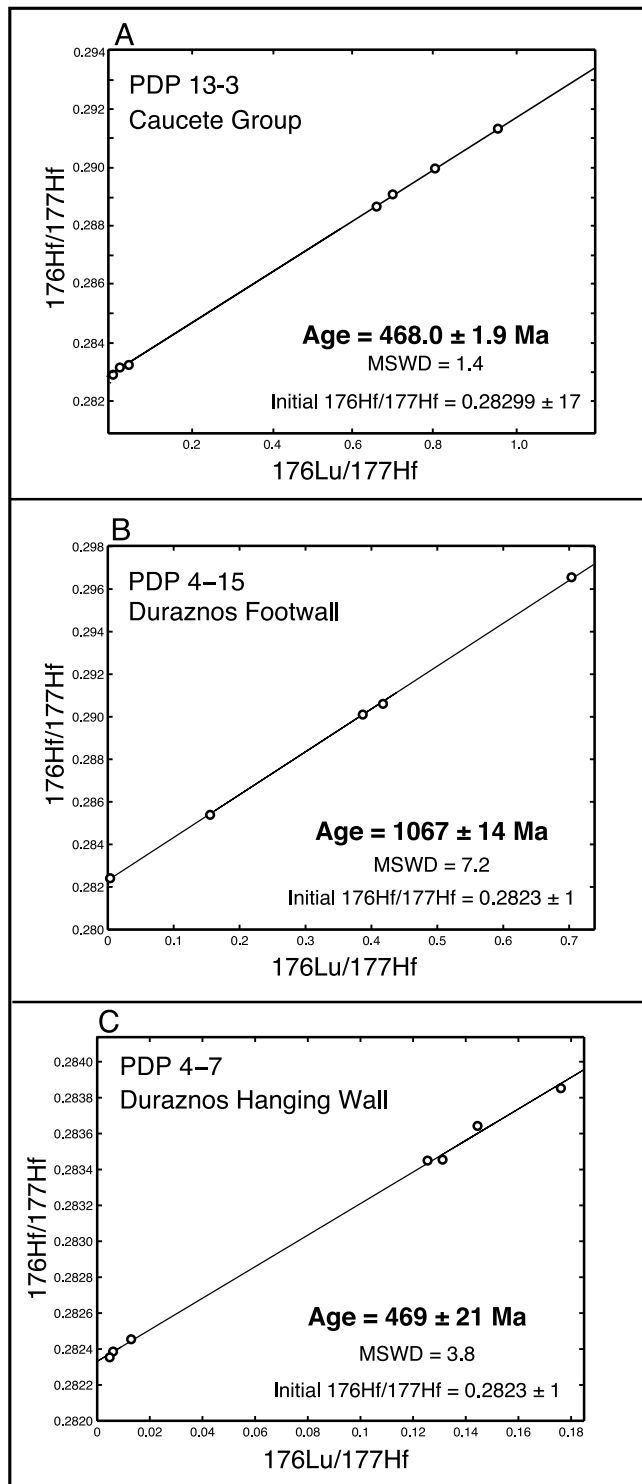 A
PDP 13-3
Caucete Group
0.294
0.292
0.290
0.288
0.286
0.284
0.282
176Hf/177Hf
Age = 468.0 ± 1.9 Ma
MSWD = 1.4
Initial 176Hf/177Hf = 0.28299 ± 17
0.2 0.4 0.6 0.8 1.0
176Lu/177Hf
B
PDP 4–15
Duraznos Footwall
0.298
0.296
0.294
0.292
0.290
0.288
0.286
0.284
0.282
0.280
176Hf/177Hf
Age = 1067 ± 14 Ma
MSWD = 7.2
Initial 176Hf/177Hf = 0.2823 ± 1
0 0.1 0.2 0.3 0.4 0.5 0.6 0.7
176Lu/177Hf
C
PDP 4–7
Duraznos Hanging Wall
0.2840
0.2838
0.2836
0.2834
0.2832
0.2830
0.2828
0.2826
0.2824
0.2822
0.2820
176Hf/177Hf
Age = 469 ± 21 Ma
MSWD = 3.8
Initial 176Hf/177Hf = 0.2823 ± 1
0 0.02 0.04 0.06 0.08 0.10 0.12 0.14 0.16 0.18
176Lu/177Hf